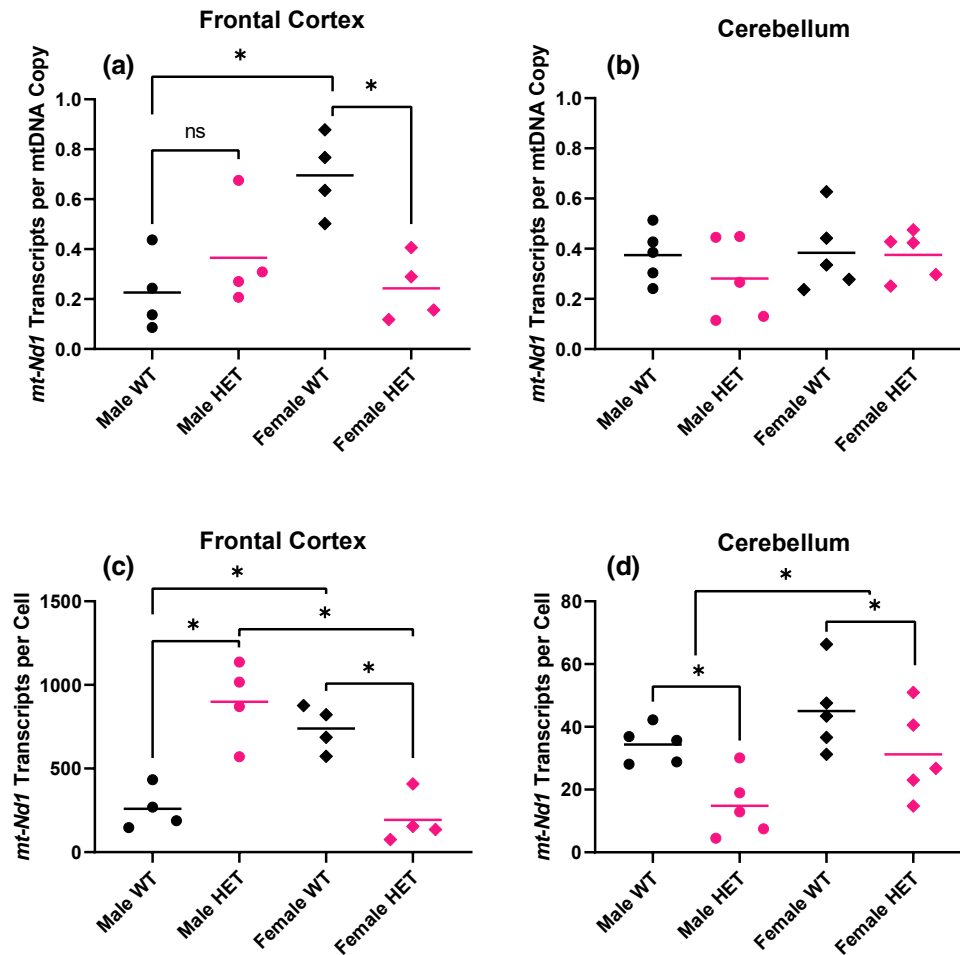 Frontal Cortex
(a)
mt-Nd1 Transcripts per mtDNA Copy
1.0
0.8
0.6
0.4
0.2
0.0
*
*
ns
Male WT
Male HET
Female WT
Female HET
Cerebellum
(b)
mt-Nd1 Transcripts per mtDNA Copy
1.0
0.8
0.6
0.4
0.2
0.0
Male WT
Male HET
Female WT
Female HET
Frontal Cortex
(c)
mt-Nd1 Transcripts per Cell
1500
1000
500
0
*
*
*
*
Male WT
Male HET
Female WT
Female HET
Cerebellum
(d)
mt-Nd1 Transcripts per Cell
80
60
40
20
0
*
*
*
Male WT
Male HET
Female WT
Female HET